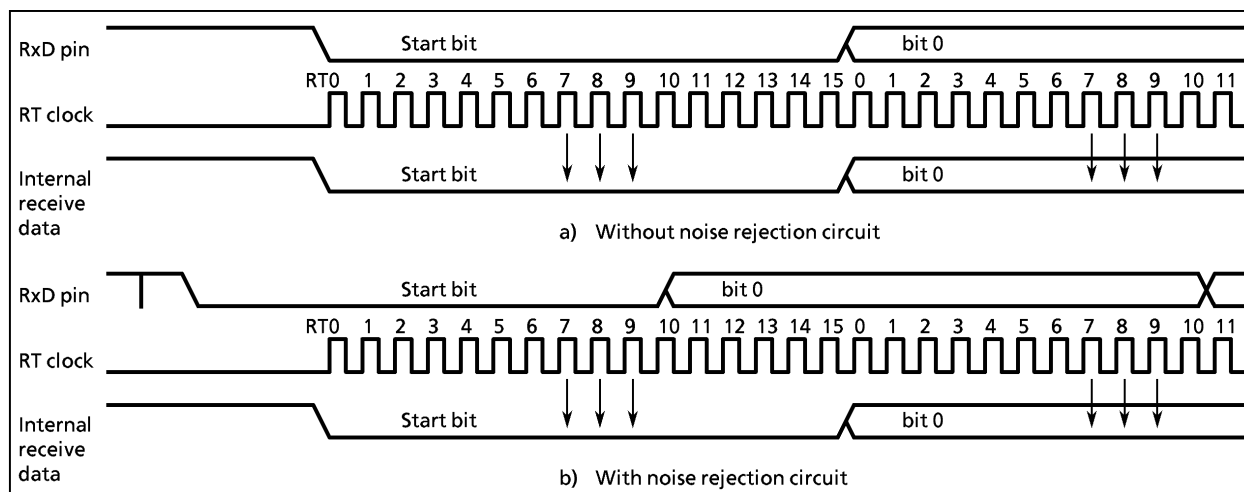 RxD pin Start bit bit 0
RT0 1 2 3 4 5 6 7 8 9 10 11 12 13 14 15 0 1 2 3 4 5 6 7 8 9 10 11
RT clock
Internal receive data Start bit bit 0
a) Without noise rejection circuit
RxD pin Start bit bit 0
RT0 1 2 3 4 5 6 7 8 9 10 11 12 13 14 15 0 1 2 3 4 5 6 7 8 9 10 11
RT clock
Internal receive data Start bit bit 0
b) With noise rejection circuit